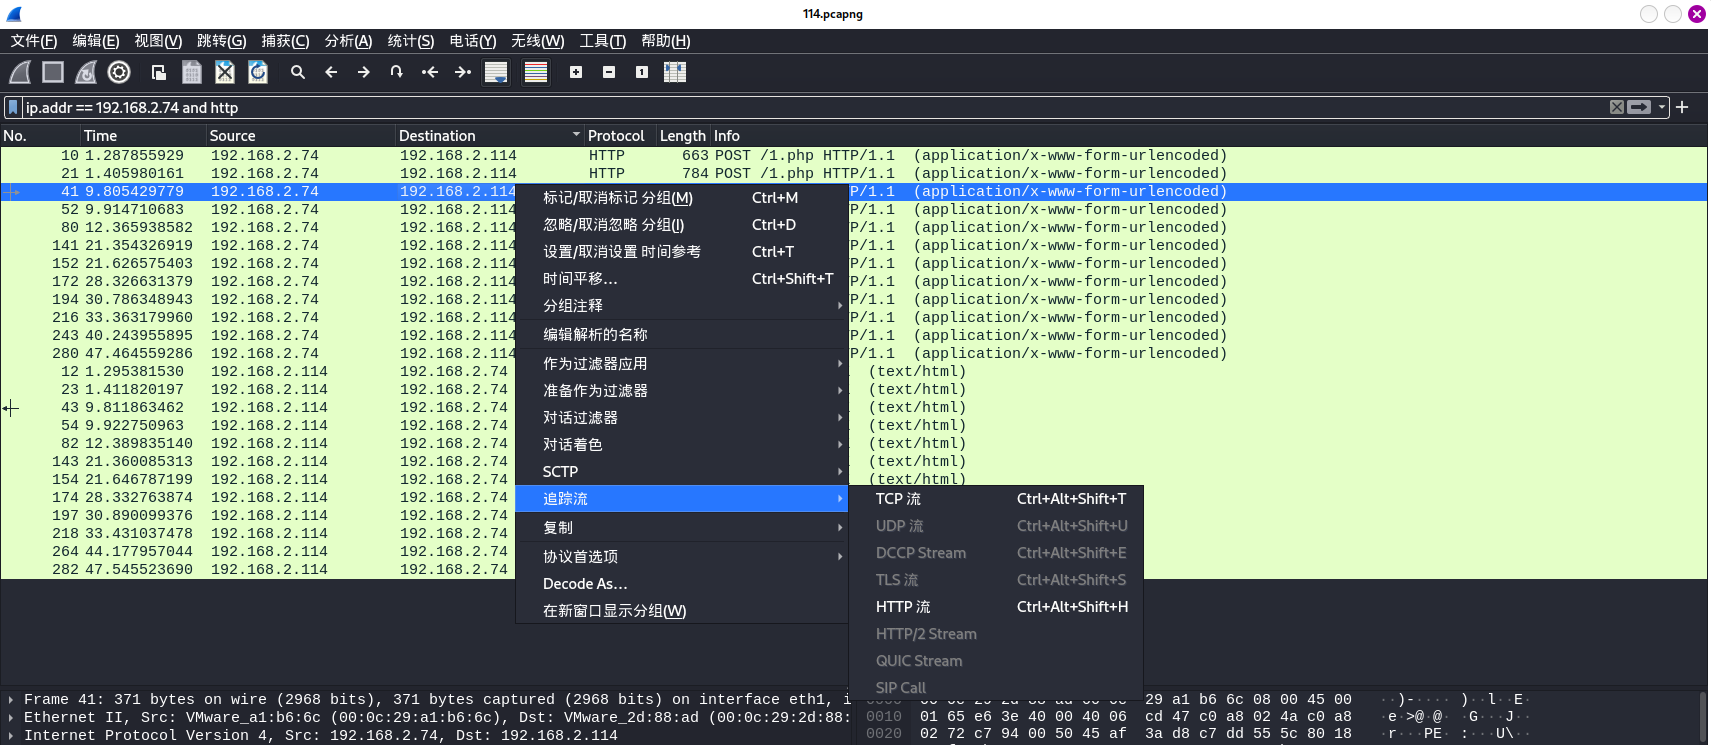 114.pcapng
文件(F) 编辑(E) 视图(V) 跳转(G) 捕获(C) 分析(A) 统计(S) 电话(Y) 无线(W) 工具(T) 帮助(H)
ip.addr == 192.168.2.74 and http
No. Time Source Destination Protocol Length Info
10 1.287855929 192.168.2.74 192.168.2.114 HTTP 663 POST /1.php HTTP/1.1 (application/x-www-form-urlencoded)
21 1.405980161 192.168.2.74 192.168.2.114 HTTP 784 POST /1.php HTTP/1.1 (application/x-www-form-urlencoded)
41 9.805429779 192.168.2.74 192.168.2.114 P/1.1 (application/x-www-form-urlencoded)
52 9.914710683 192.168.2.74 192.168.2.114 P/1.1 (application/x-www-form-urlencoded)
80 12.365938582 192.168.2.74 192.168.2.114 P/1.1 (application/x-www-form-urlencoded)
141 21.354326919 192.168.2.74 192.168.2.114 P/1.1 (application/x-www-form-urlencoded)
152 21.626575403 192.168.2.74 192.168.2.114 P/1.1 (application/x-www-form-urlencoded)
172 28.326631379 192.168.2.74 192.168.2.114 P/1.1 (application/x-www-form-urlencoded)
194 30.786348943 192.168.2.74 192.168.2.114 P/1.1 (application/x-www-form-urlencoded)
216 33.363179960 192.168.2.74 192.168.2.114 P/1.1 (application/x-www-form-urlencoded)
243 40.243955895 192.168.2.74 192.168.2.114 P/1.1 (application/x-www-form-urlencoded)
280 47.464559286 192.168.2.74 192.168.2.114 P/1.1 (application/x-www-form-urlencoded)
12 1.295381530 192.168.2.114 192.168.2.74 (text/html)
23 1.411820197 192.168.2.114 192.168.2.74 (text/html)
43 9.811863462 192.168.2.114 192.168.2.74 (text/html)
54 9.922750963 192.168.2.114 192.168.2.74 (text/html)
82 12.389835140 192.168.2.114 192.168.2.74 (text/html)
143 21.360085313 192.168.2.114 192.168.2.74 (text/html)
154 21.646787199 192.168.2.114 192.168.2.74 (text/html)
174 28.332763874 192.168.2.114 192.168.2.74
197 30.890099376 192.168.2.114 192.168.2.74
218 33.431037478 192.168.2.114 192.168.2.74
264 44.177957044 192.168.2.114 192.168.2.74
282 47.545523690 192.168.2.114 192.168.2.74
标记/取消标记 分组(M) Ctrl+M
忽略/取消忽略 分组(I) Ctrl+D
设置/取消设置 时间参考 Ctrl+T
时间平移... Ctrl+Shift+T
分组注释
编辑解析的名称
作为过滤器应用
准备作为过滤器
对话过滤器
对话着色
SCTP
追踪流
复制
协议首选项
Decode As...
在新窗口显示分组(W)
TCP 流 Ctrl+Alt+Shift+T
UDP 流 Ctrl+Alt+Shift+U
DCCP Stream Ctrl+Alt+Shift+E
TLS 流 Ctrl+Alt+Shift+S
HTTP 流 Ctrl+Alt+Shift+H
HTTP/2 Stream
QUIC Stream
SIP Call
Frame 41: 371 bytes on wire (2968 bits), 371 bytes captured (2968 bits) on interface eth1, i
Ethernet II, Src: VMware_a1:b6:6c (00:0c:29:a1:b6:6c), Dst: VMware_2d:88:ad (00:0c:29:2d:88:
Internet Protocol Version 4, Src: 192.168.2.74, Dst: 192.168.2.114
29 a1 b6 6c 08 00 45 00 ··)-···· )··l··E·
0010 01 65 e6 3e 40 00 40 06 cd 47 c0 a8 02 4a c0 a8 ·e·>@·@· ·G···J··
0020 02 72 c7 94 00 50 45 af 3a d8 c7 dd 55 5c 80 18 ·r···PE· :···U\··